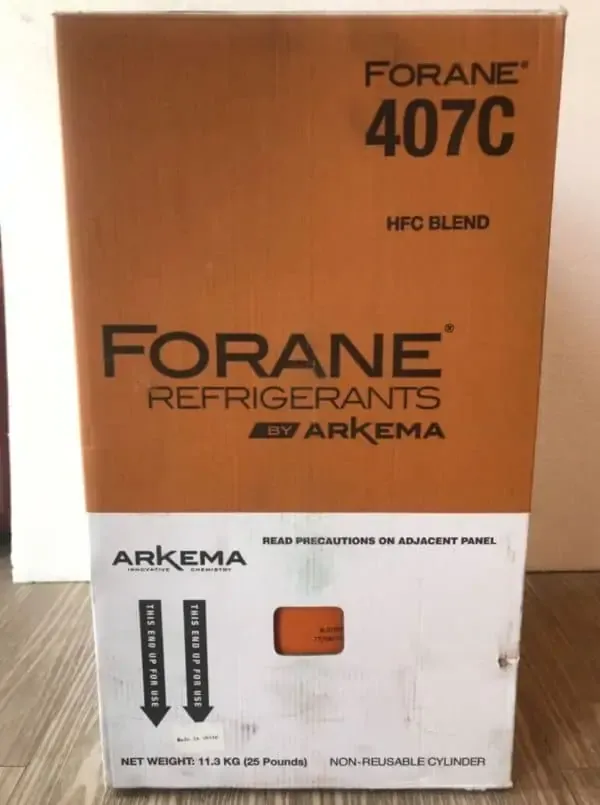 FORANE®
407C
HFC BLEND
FORANE®
REFRIGERANTS
BY ARKEMA
READ PRECAUTIONS ON ADJACENT PANEL
ARKEMA
INNOVATIVE CHEMISTRY
THIS END UP FOR USE
THIS END UP FOR USE
NET WEIGHT: 11.3 KG (25 Pounds)
NON-REUSABLE CYLINDER